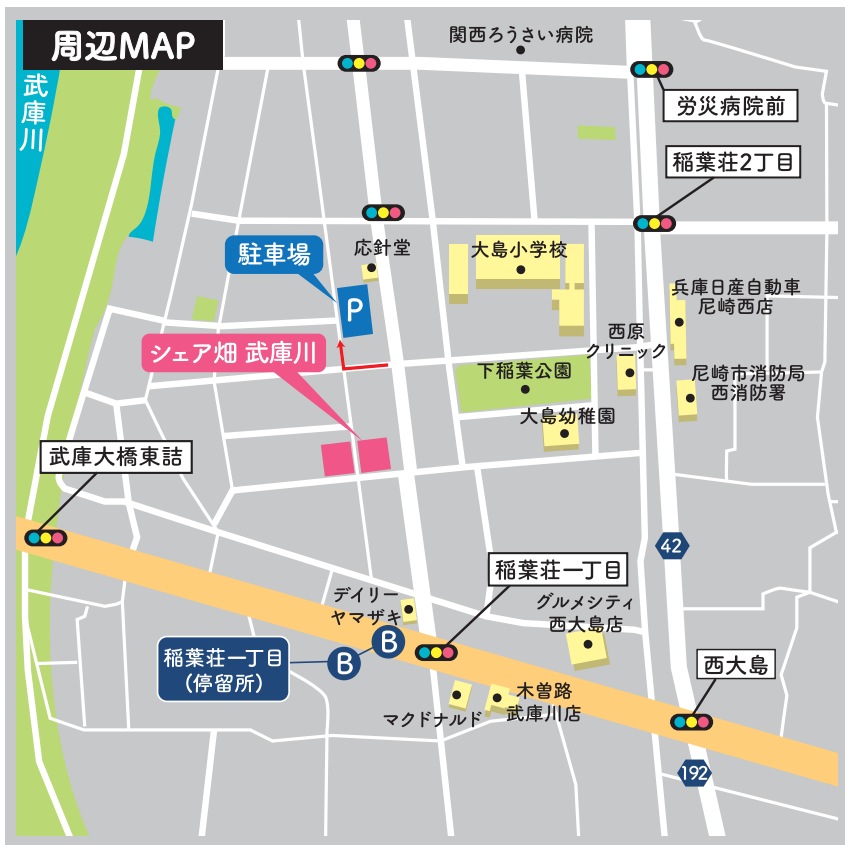 周辺MAP
関西ろうさい病院
武庫川
労災病院前
稲葉荘2丁目
駐車場
応針堂
大島小学校
P
兵庫日産自動車
尼崎西店
シェア畑 武庫川
西原
クリニック
下稲葉公園
尼崎市消防局
西消防署
大島幼稚園
武庫大橋東詰
42
稲葉荘一丁目
デイリー
ヤマザキ
グルメシティ
西大島店
稲葉荘一丁目
(停留所)
B
B
西大島
マクドナルド
木曽路
武庫川店
192